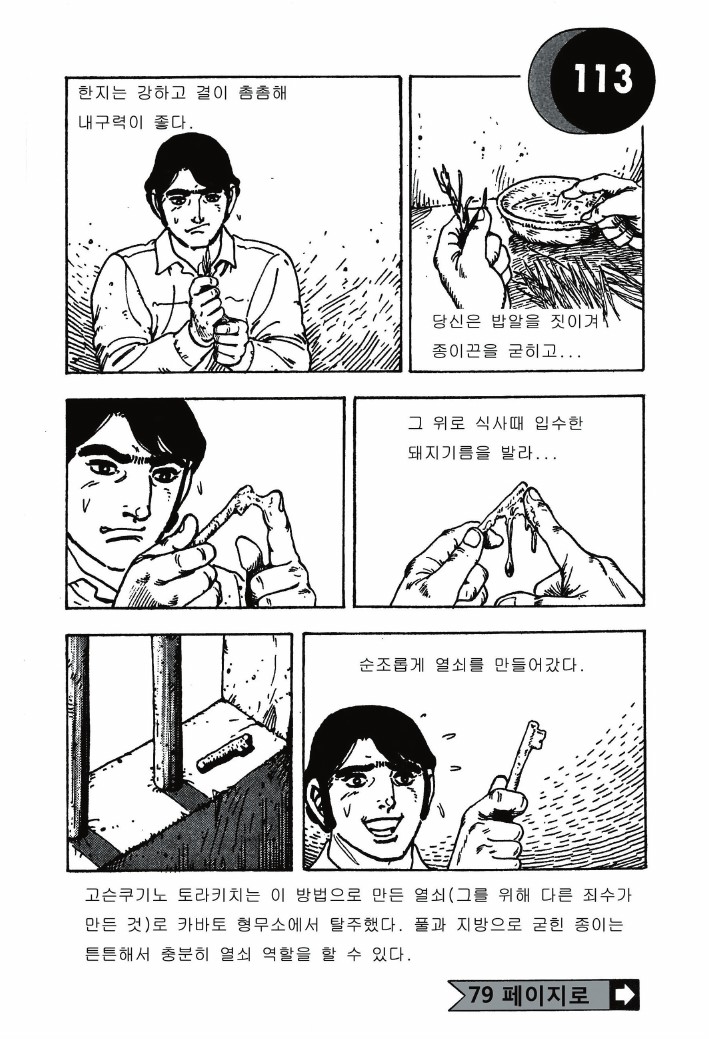 113
한지는 강하고 결이 촘촘해
내구력이 좋다.
당신은 밥알을 짓이겨
종이끈을 굳히고...
그 위로 식사때 입수한
돼지기름을 발라...
순조롭게 열쇠를 만들어갔다.
고슨쿠기노 토라키치는 이 방법으로 만든 열쇠(그를 위해 다른 죄수가
만든 것)로 카바토 형무소에서 탈주했다. 풀과 지방으로 굳힌 종이는
튼튼해서 충분히 열쇠 역할을 할 수 있다.
79 페이지로